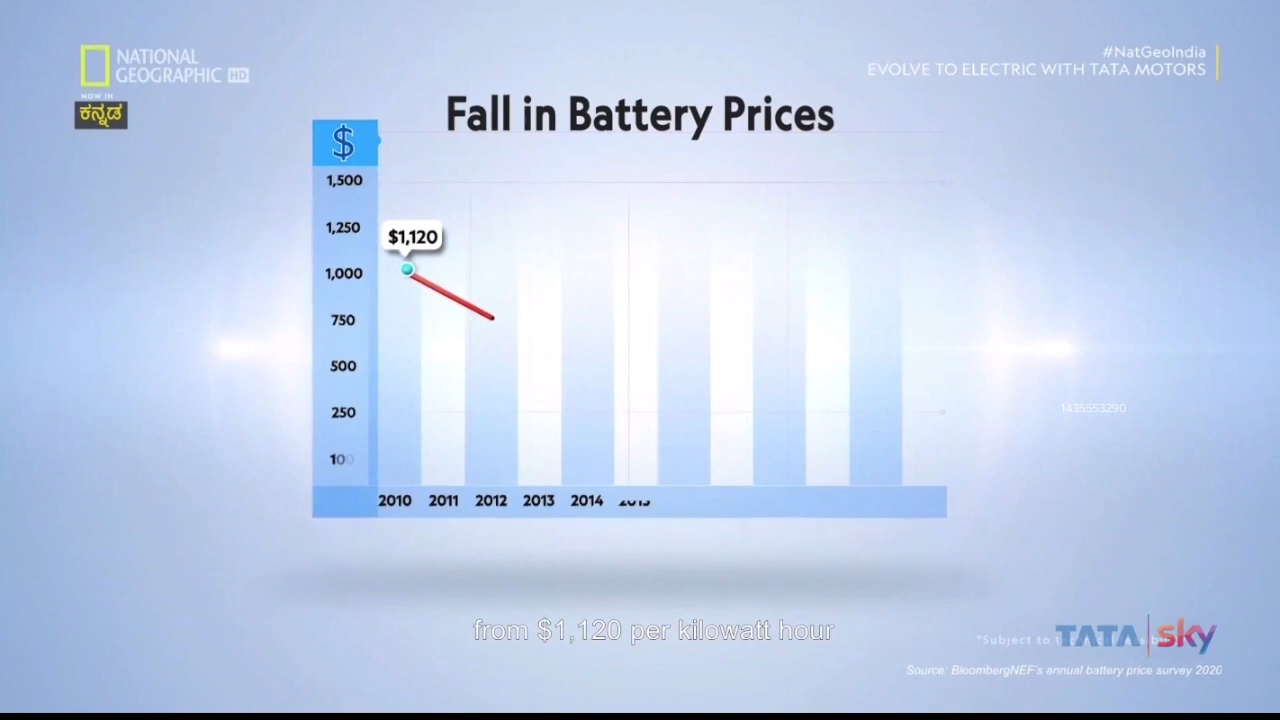 NATIONAL
GEOGRAPHIC HD
NOW IN
ಕನ್ನಡ
#NatGeoIndia
EVOLVE TO ELECTRIC WITH TATA MOTORS
Fall in Battery Prices
$
1,500
1,250
$1,120
1,000
750
500
250
1435553290
100
2010 2011 2012 2013 2014
from $1,120 per kilowatt hour
*Subject to
TATA sky
Source: BloombergNEF's annual battery price survey 2020